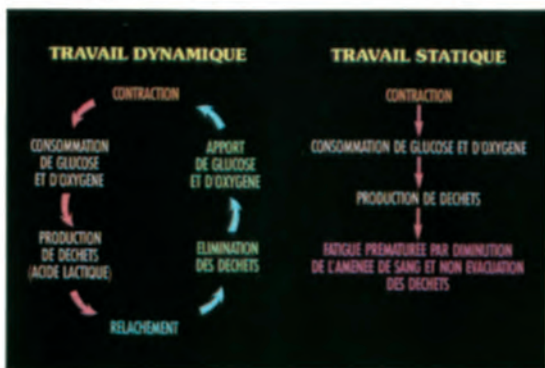 TRAVAIL DYNAMIQUE
CONTRACTION
CONSOMMATION
DE GLUCOSE
ET D'OXYGENE
PRODUCTION
DE DECHETS
(ACIDE LACTIQUE)
RELACHEMENT
ELIMINATION
DES DECHETS
APPORT
DE GLUCOSE
ET D'OXYGENE
TRAVAIL STATIQUE
CONTRACTION
CONSOMMATION DE GLUCOSE ET D'OXYGENE
PRODUCTION DE DECHETS
FATIGUE PREMATUREE PAR DIMINUTION
DE L'AMENEE DE SANG ET NON EVACUATION
DES DECHETS